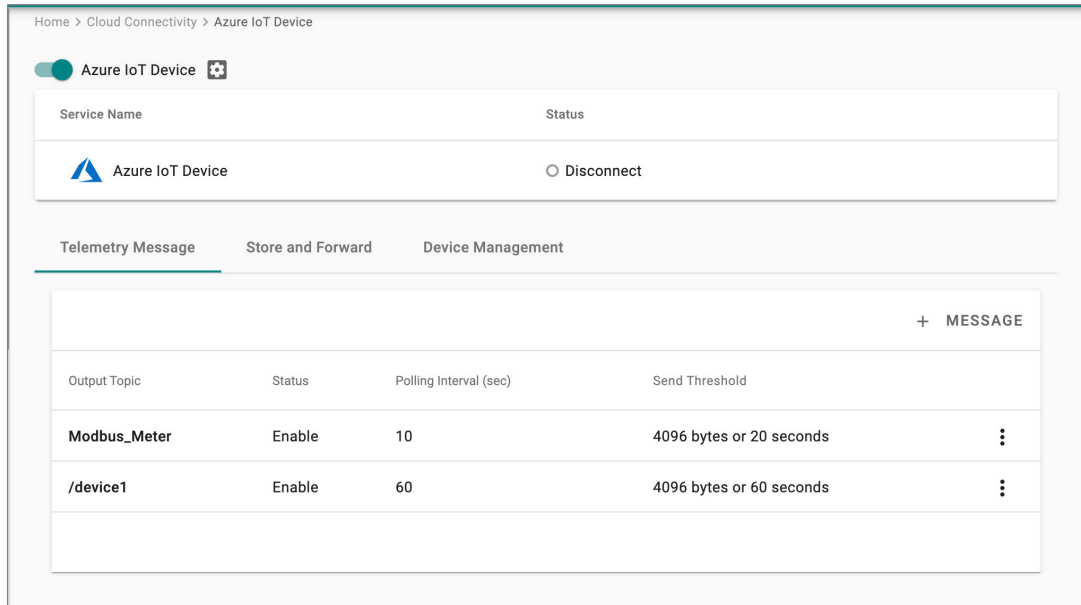 Home > Cloud Connectivity > Azure IoT Device
Azure IoT Device
Service Name Status
Azure IoT Device Disconnect
Telemetry Message Store and Forward Device Management
+ MESSAGE
Output Topic Status Polling Interval (sec) Send Threshold
Modbus_Meter Enable 10 4096 bytes or 20 seconds
/device1 Enable 60 4096 bytes or 60 seconds